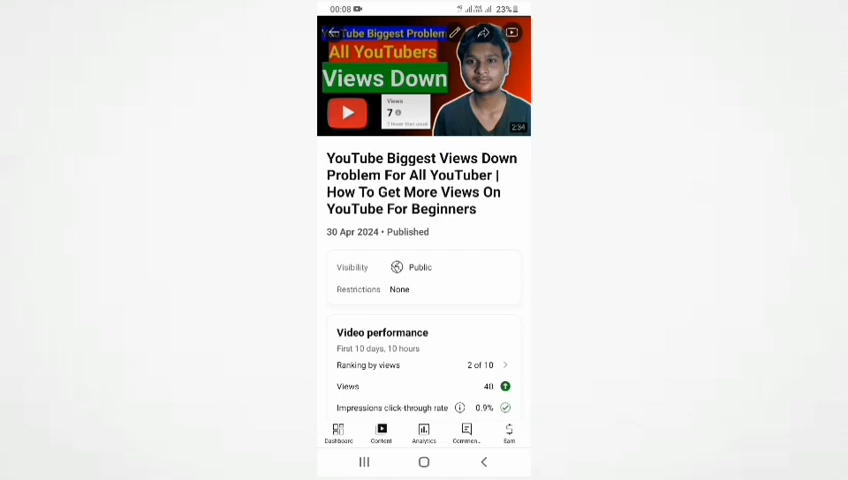 00:08
23%
YouTube Biggest Problem
All YouTubers
Views Down
Views
7
2:34
YouTube Biggest Views Down
Problem For All YouTuber |
How To Get More Views On
YouTube For Beginners
30 Apr 2024 • Published
Visibility Public
Restrictions None
Video performance
First 10 days, 10 hours
Ranking by views 2 of 10
Views 40
Impressions click-through rate 0.9%
Dashboard Content Analytics Commen... Earn